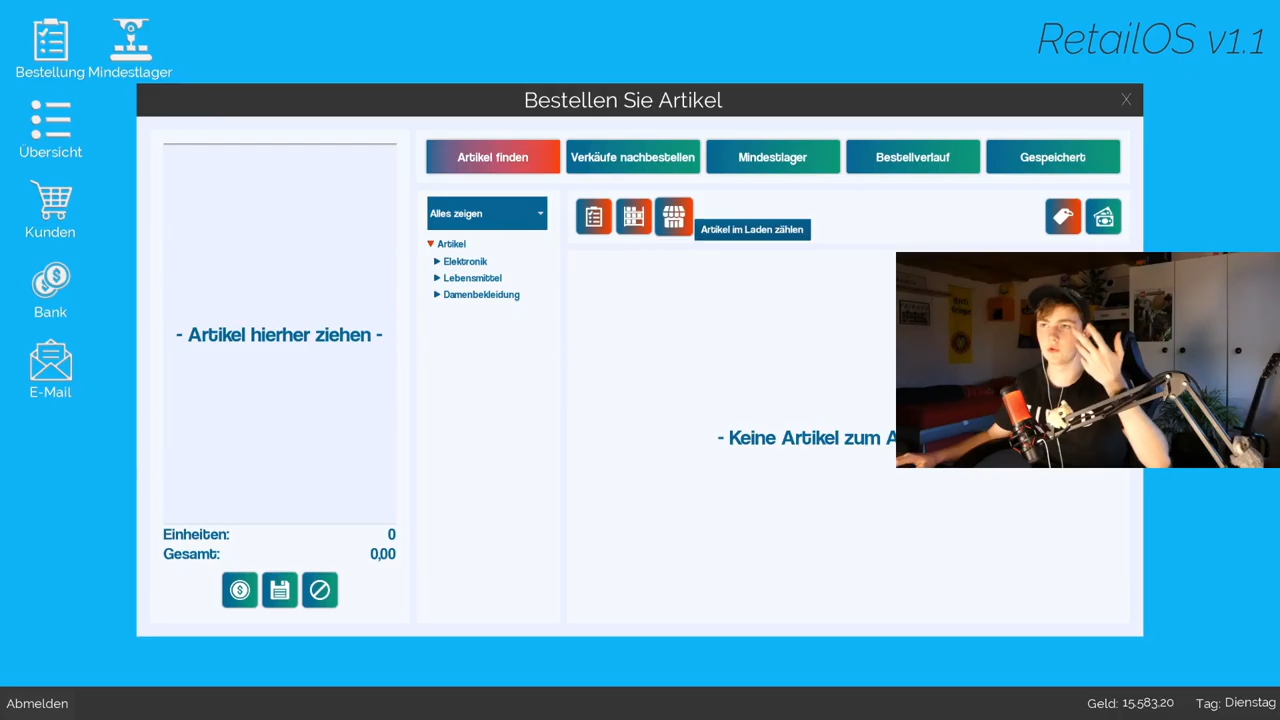 RetailOS v1.1
Bestellung Mindestlager
Übersicht
Kunden
Bank
E-Mail
Bestellen Sie Artikel
X
- Artikel hierher ziehen -
Einheiten: 0
Gesamt: 0,00
Artikel finden
Verkäufe nachbestellen
Mindestlager
Bestellverlauf
Gespeichert
Alles zeigen
Artikel
Elektronik
Lebensmittel
Damenbekleidung
Artikel im Laden zählen
- Keine Artikel zum A
Abmelden
Geld: 15.583,20
Tag: Dienstag